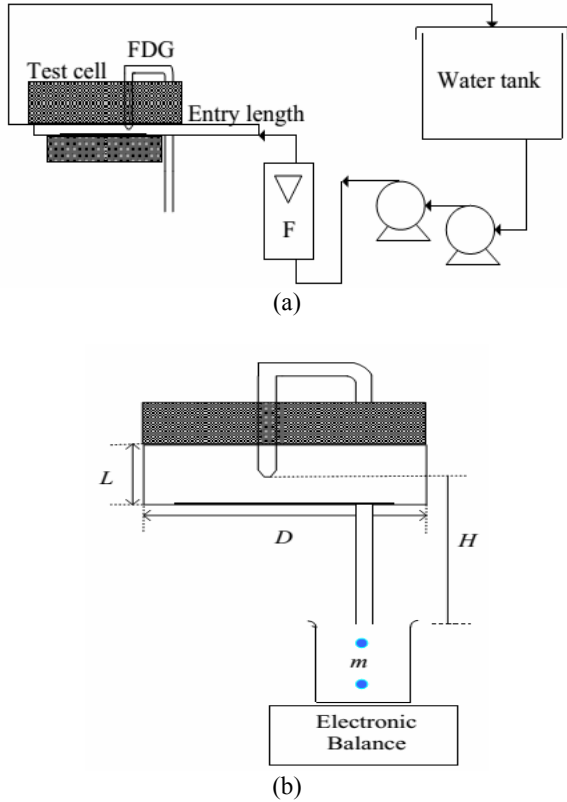 FDG
Test cell
Water tank
Entry length
F
(a)
L
D
H
m
Electronic
Balance
(b)